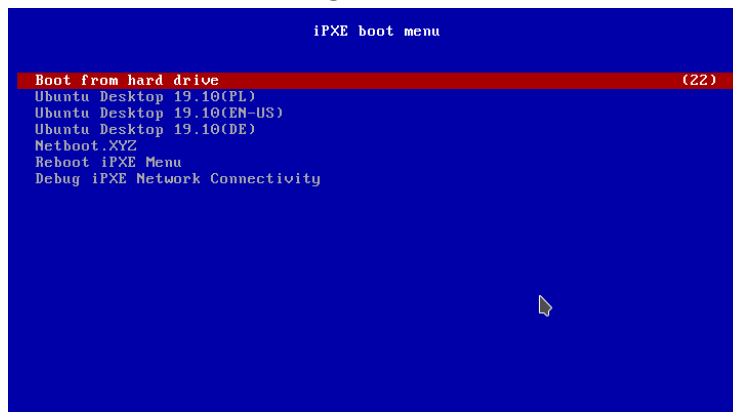 iPXE boot menu
Boot from hard drive (22)
Ubuntu Desktop 19.10(PL)
Ubuntu Desktop 19.10(EN-US)
Ubuntu Desktop 19.10(DE)
Netboot.XYZ
Reboot iPXE Menu
Debug iPXE Network Connectivity